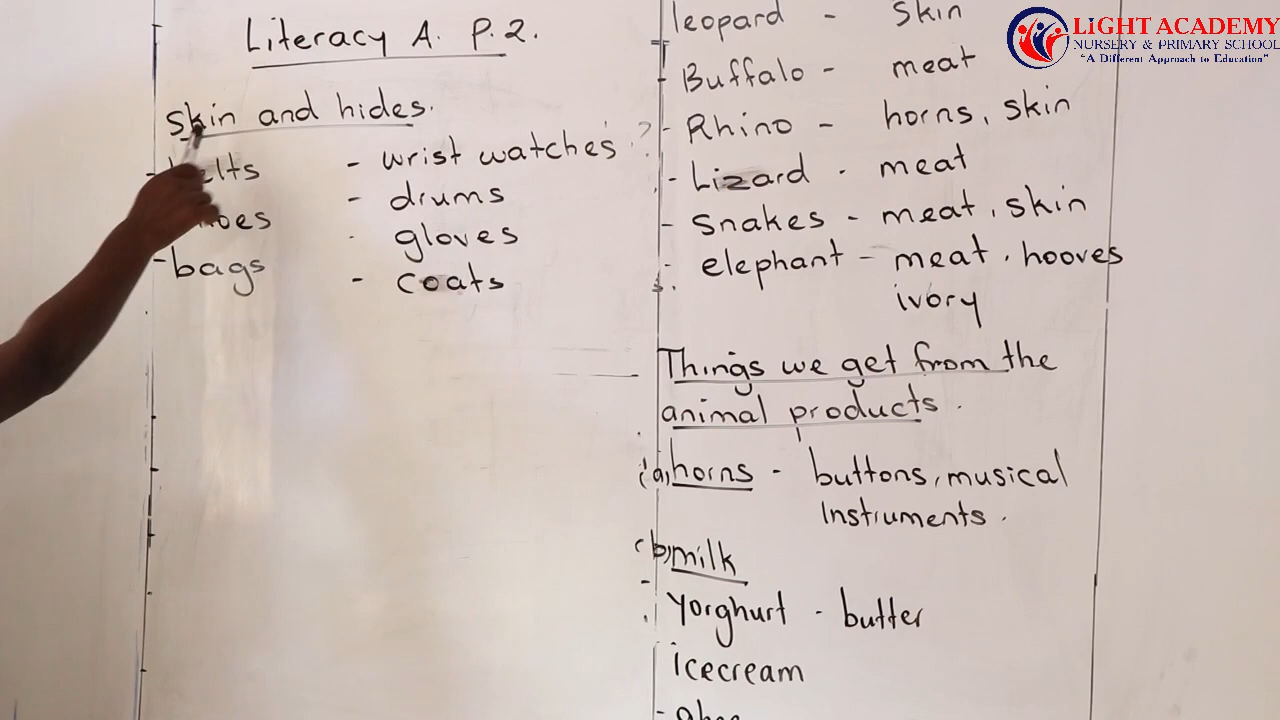 Literacy A. P.2.
Skin and hides.
- wrist watches
- drums
- bags
- gloves
- coats
leopard - Skin
- Buffalo - meat
- Rhino - horns, skin
- Lizard - meat
- Snakes - meat, skin
elephant - meat, hooves
ivory
Things we get from the
animal products.
(a) horns - buttons, musical
Instruments.
(b) milk
Yorghurt - butter
icecream
LIGHT ACADEMY
NURSERY & PRIMARY SCHOOL
"A Different Approach to Education"